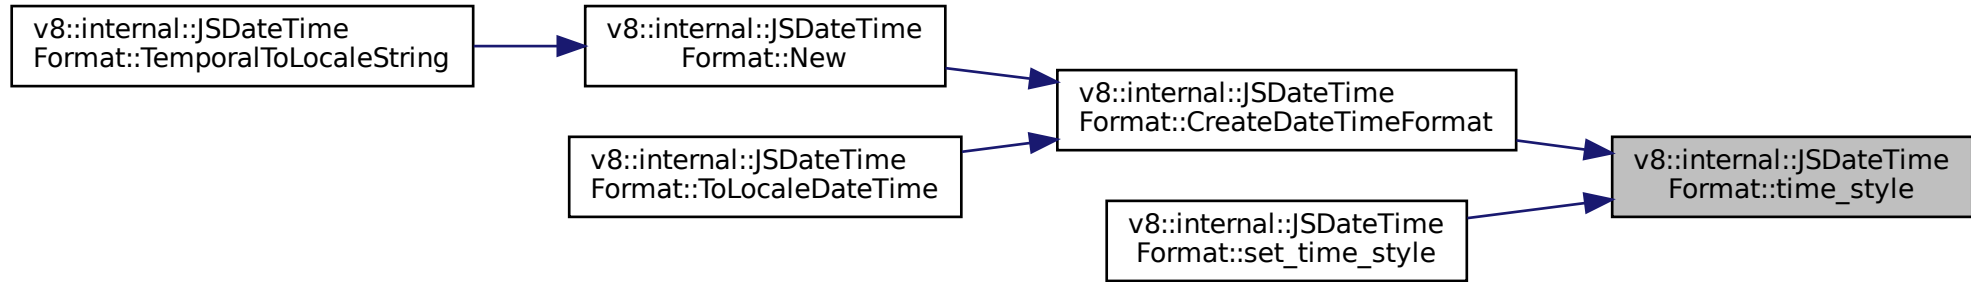 v8::internal::JSDateTime
Format::TemporalToLocaleString
v8::internal::JSDateTime
Format::New
v8::internal::JSDateTime
Format::ToLocaleDateTime
v8::internal::JSDateTime
Format::CreateDateTimeFormat
v8::internal::JSDateTime
Format::set_time_style
v8::internal::JSDateTime
Format::time_style